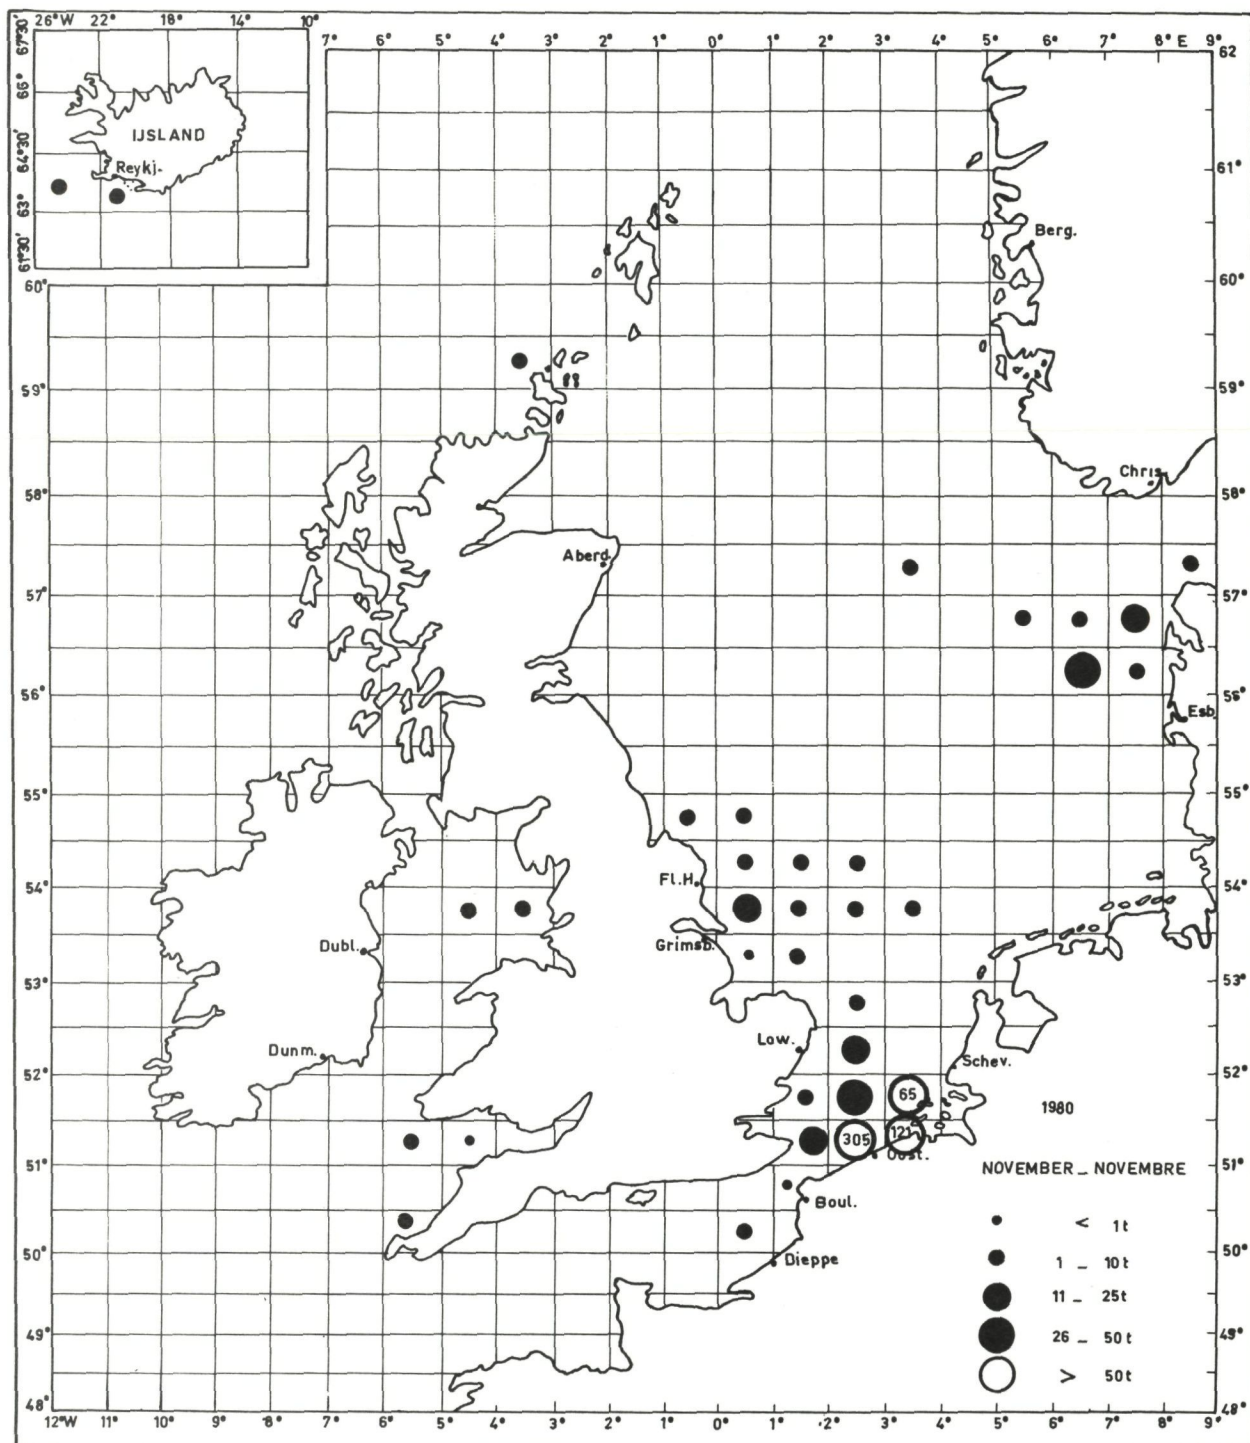 26°W 22° 18° 14° 10°
67°30'
66°
64°30'
63°
61°30'
IJSLAND
Reykj.
7° 6° 5° 4° 3° 2° 1° 0° 1° 2° 3° 4° 5° 6° 7° 8° E 9°
62
61°
60°
59°
58°
57°
56°
55°
54°
53°
52°
51°
50°
49°
48°
60°
59°
58°
57°
56°
55°
54°
53°
52°
51°
50°
49°
48°
Berg.
Chris.
Aberd.
Esb.
Fl.H.
Grimsb.
Dubl.
Dunm.
Low.
Schev.
65
305
121
Oost.
Boul.
Dieppe
1980
NOVEMBER _ NOVEMBRE
< 1t
1 _ 10t
11 _ 25t
26 _ 50t
> 50t
12°W 11° 10° 9° 8° 7° 6° 5° 4° 3° 2° 1° 0° 1° 2° 3° 4° 5° 6° 7° 8° 9°